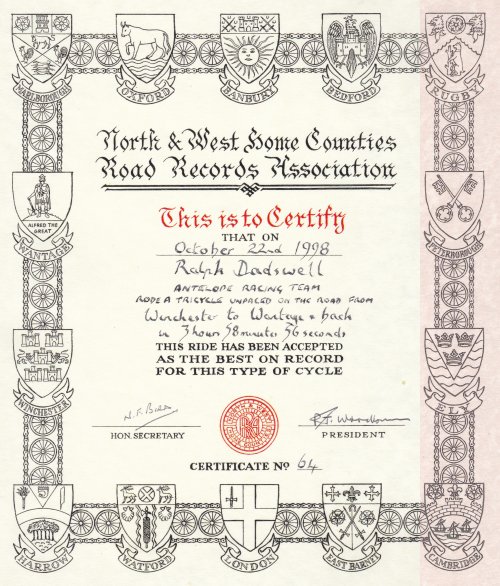 MARLBOROUGH
OXFORD
BANBURY
BEDFORD
RUGBY
North & West Home Counties
Road Records Association
This is to Certify
THAT ON
October 22nd 1998
Ralph Dadswell
ANTELOPE RACING TEAM
RODE A TRICYCLE UNPACED ON THE ROAD FROM
Winchester to Wantage & back
in 3 hours 58 minutes 56 seconds
THIS RIDE HAS BEEN ACCEPTED
AS THE BEST ON RECORD
FOR THIS TYPE OF CYCLE
HON. SECRETARY
PRESIDENT
CERTIFICATE Nº 64
ALFRED THE
GREAT
WANTAGE
PETERBOROUGH
WINCHESTER
ELY
HARROW
WATFORD
LONDON
EAST BARNET
CAMBRIDGE